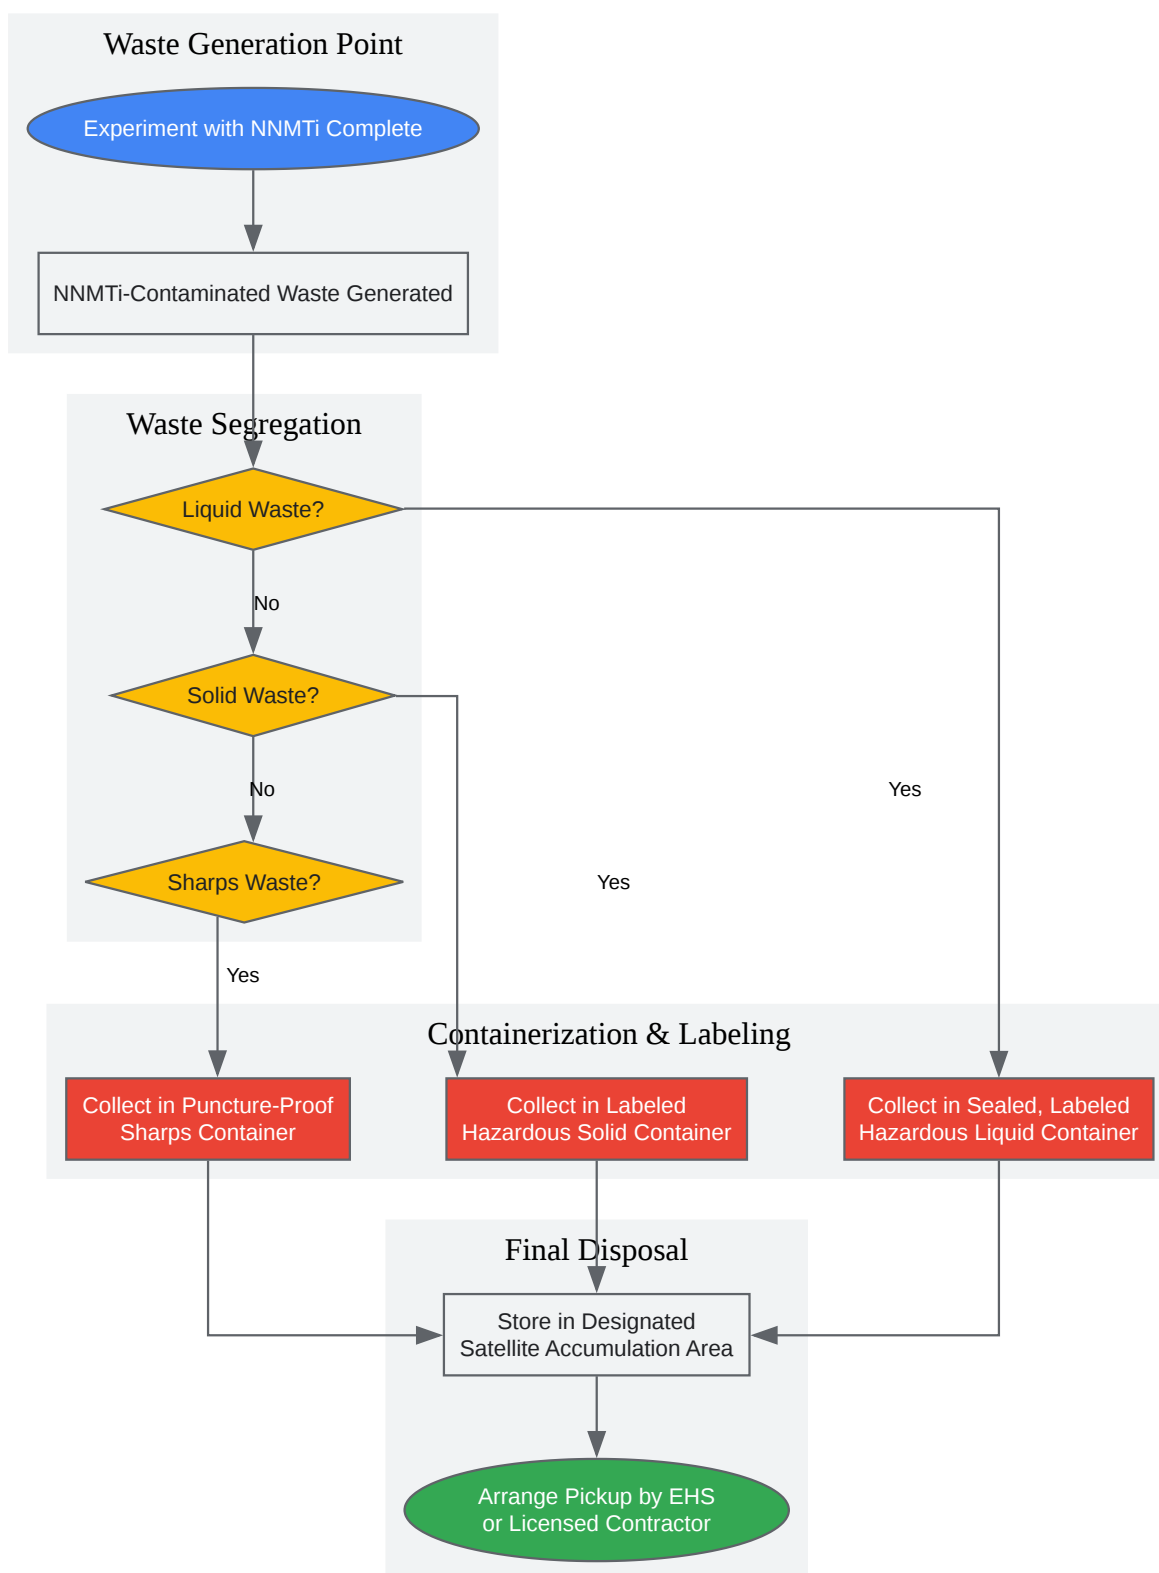 Waste Generation Point
Experiment with NNMTi Complete
NNMTi-Contaminated Waste Generated
Waste Segregation
Liquid Waste?
No
Solid Waste?
No
Yes
Sharps Waste?
Yes
Yes
Containerization & Labeling
Collect in Puncture-Proof
Sharps Container
Collect in Labeled
Hazardous Solid Container
Collect in Sealed, Labeled
Hazardous Liquid Container
Final Disposal
Store in Designated
Satellite Accumulation Area
Arrange Pickup by EHS
or Licensed Contractor